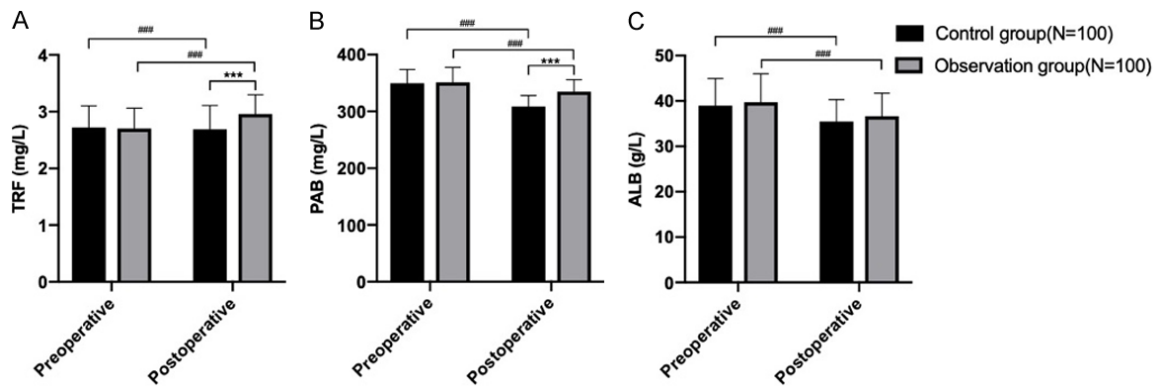 A
###
###
***
4
3
2
1
0
TRF (mg/L)
Preoperative
Postoperative
B
###
###
***
400
300
200
100
0
PAB (mg/L)
Preoperative
Postoperative
C
###
###
50
40
30
20
10
0
ALB (g/L)
Preoperative
Postoperative
Control group(N=100)
Observation group(N=100)